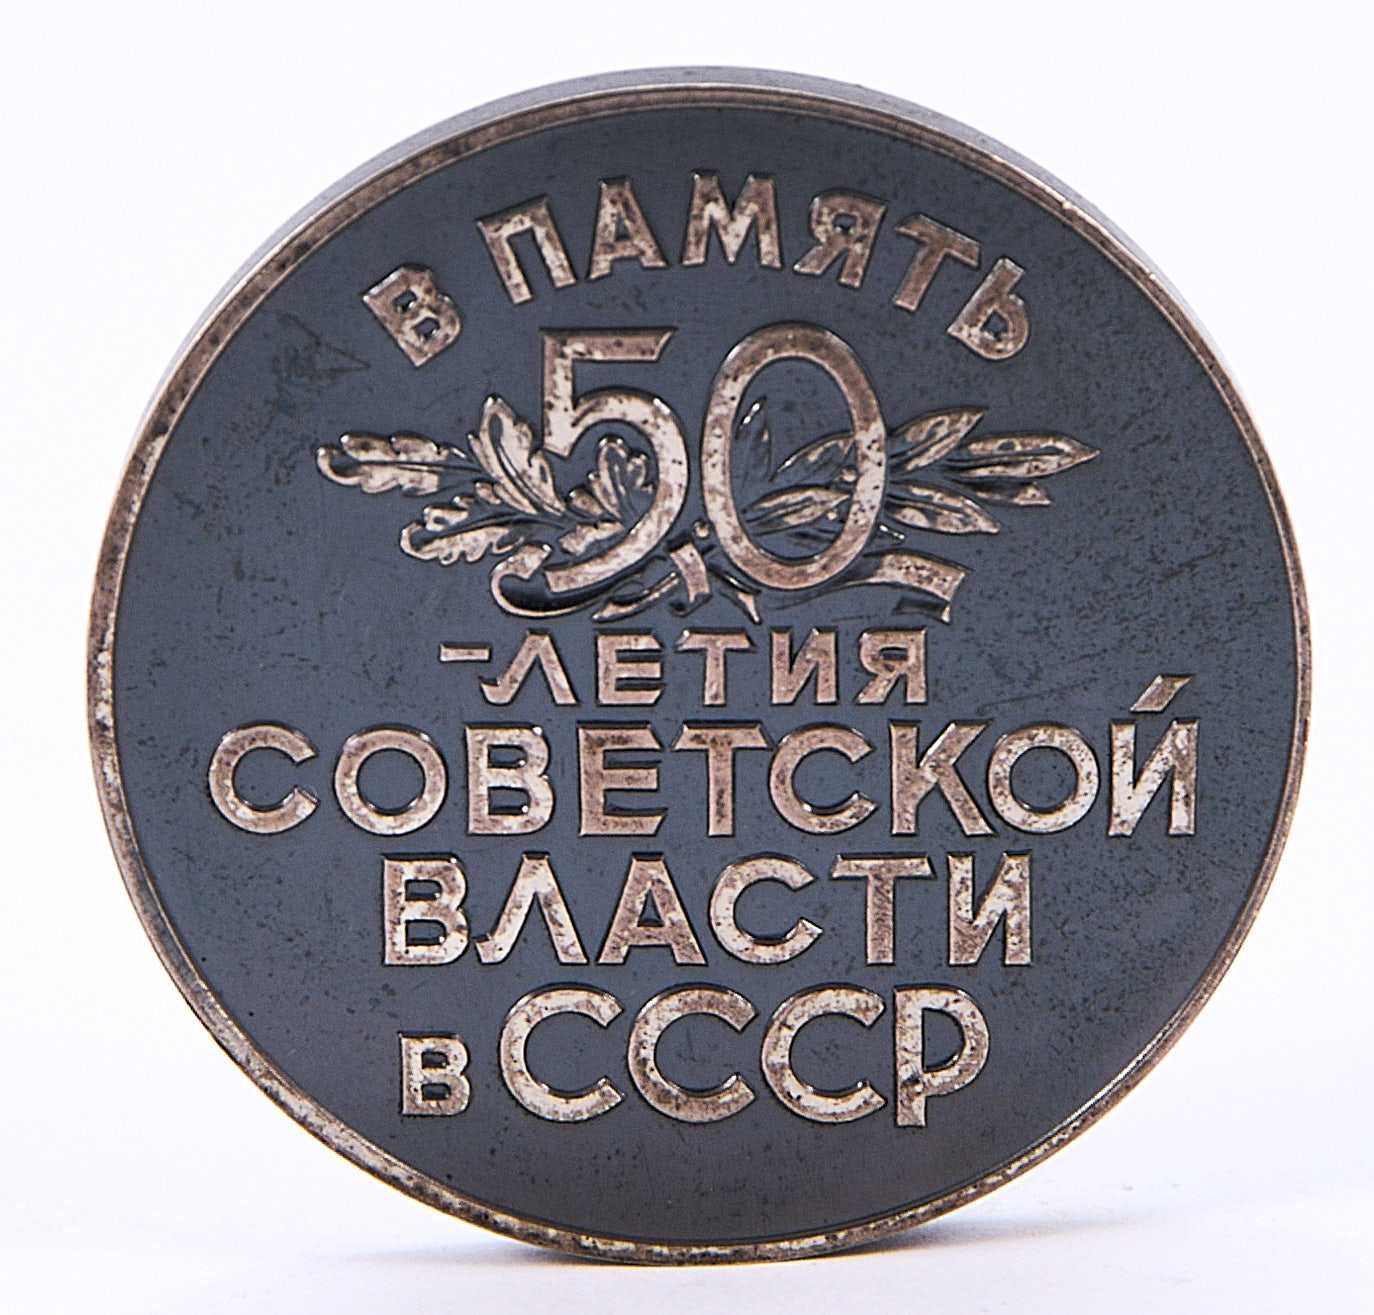 В ПАМЯТЬ
50
-ЛЕТИЯ
СОВЕТСКОЙ
ВЛАСТИ
В СССР